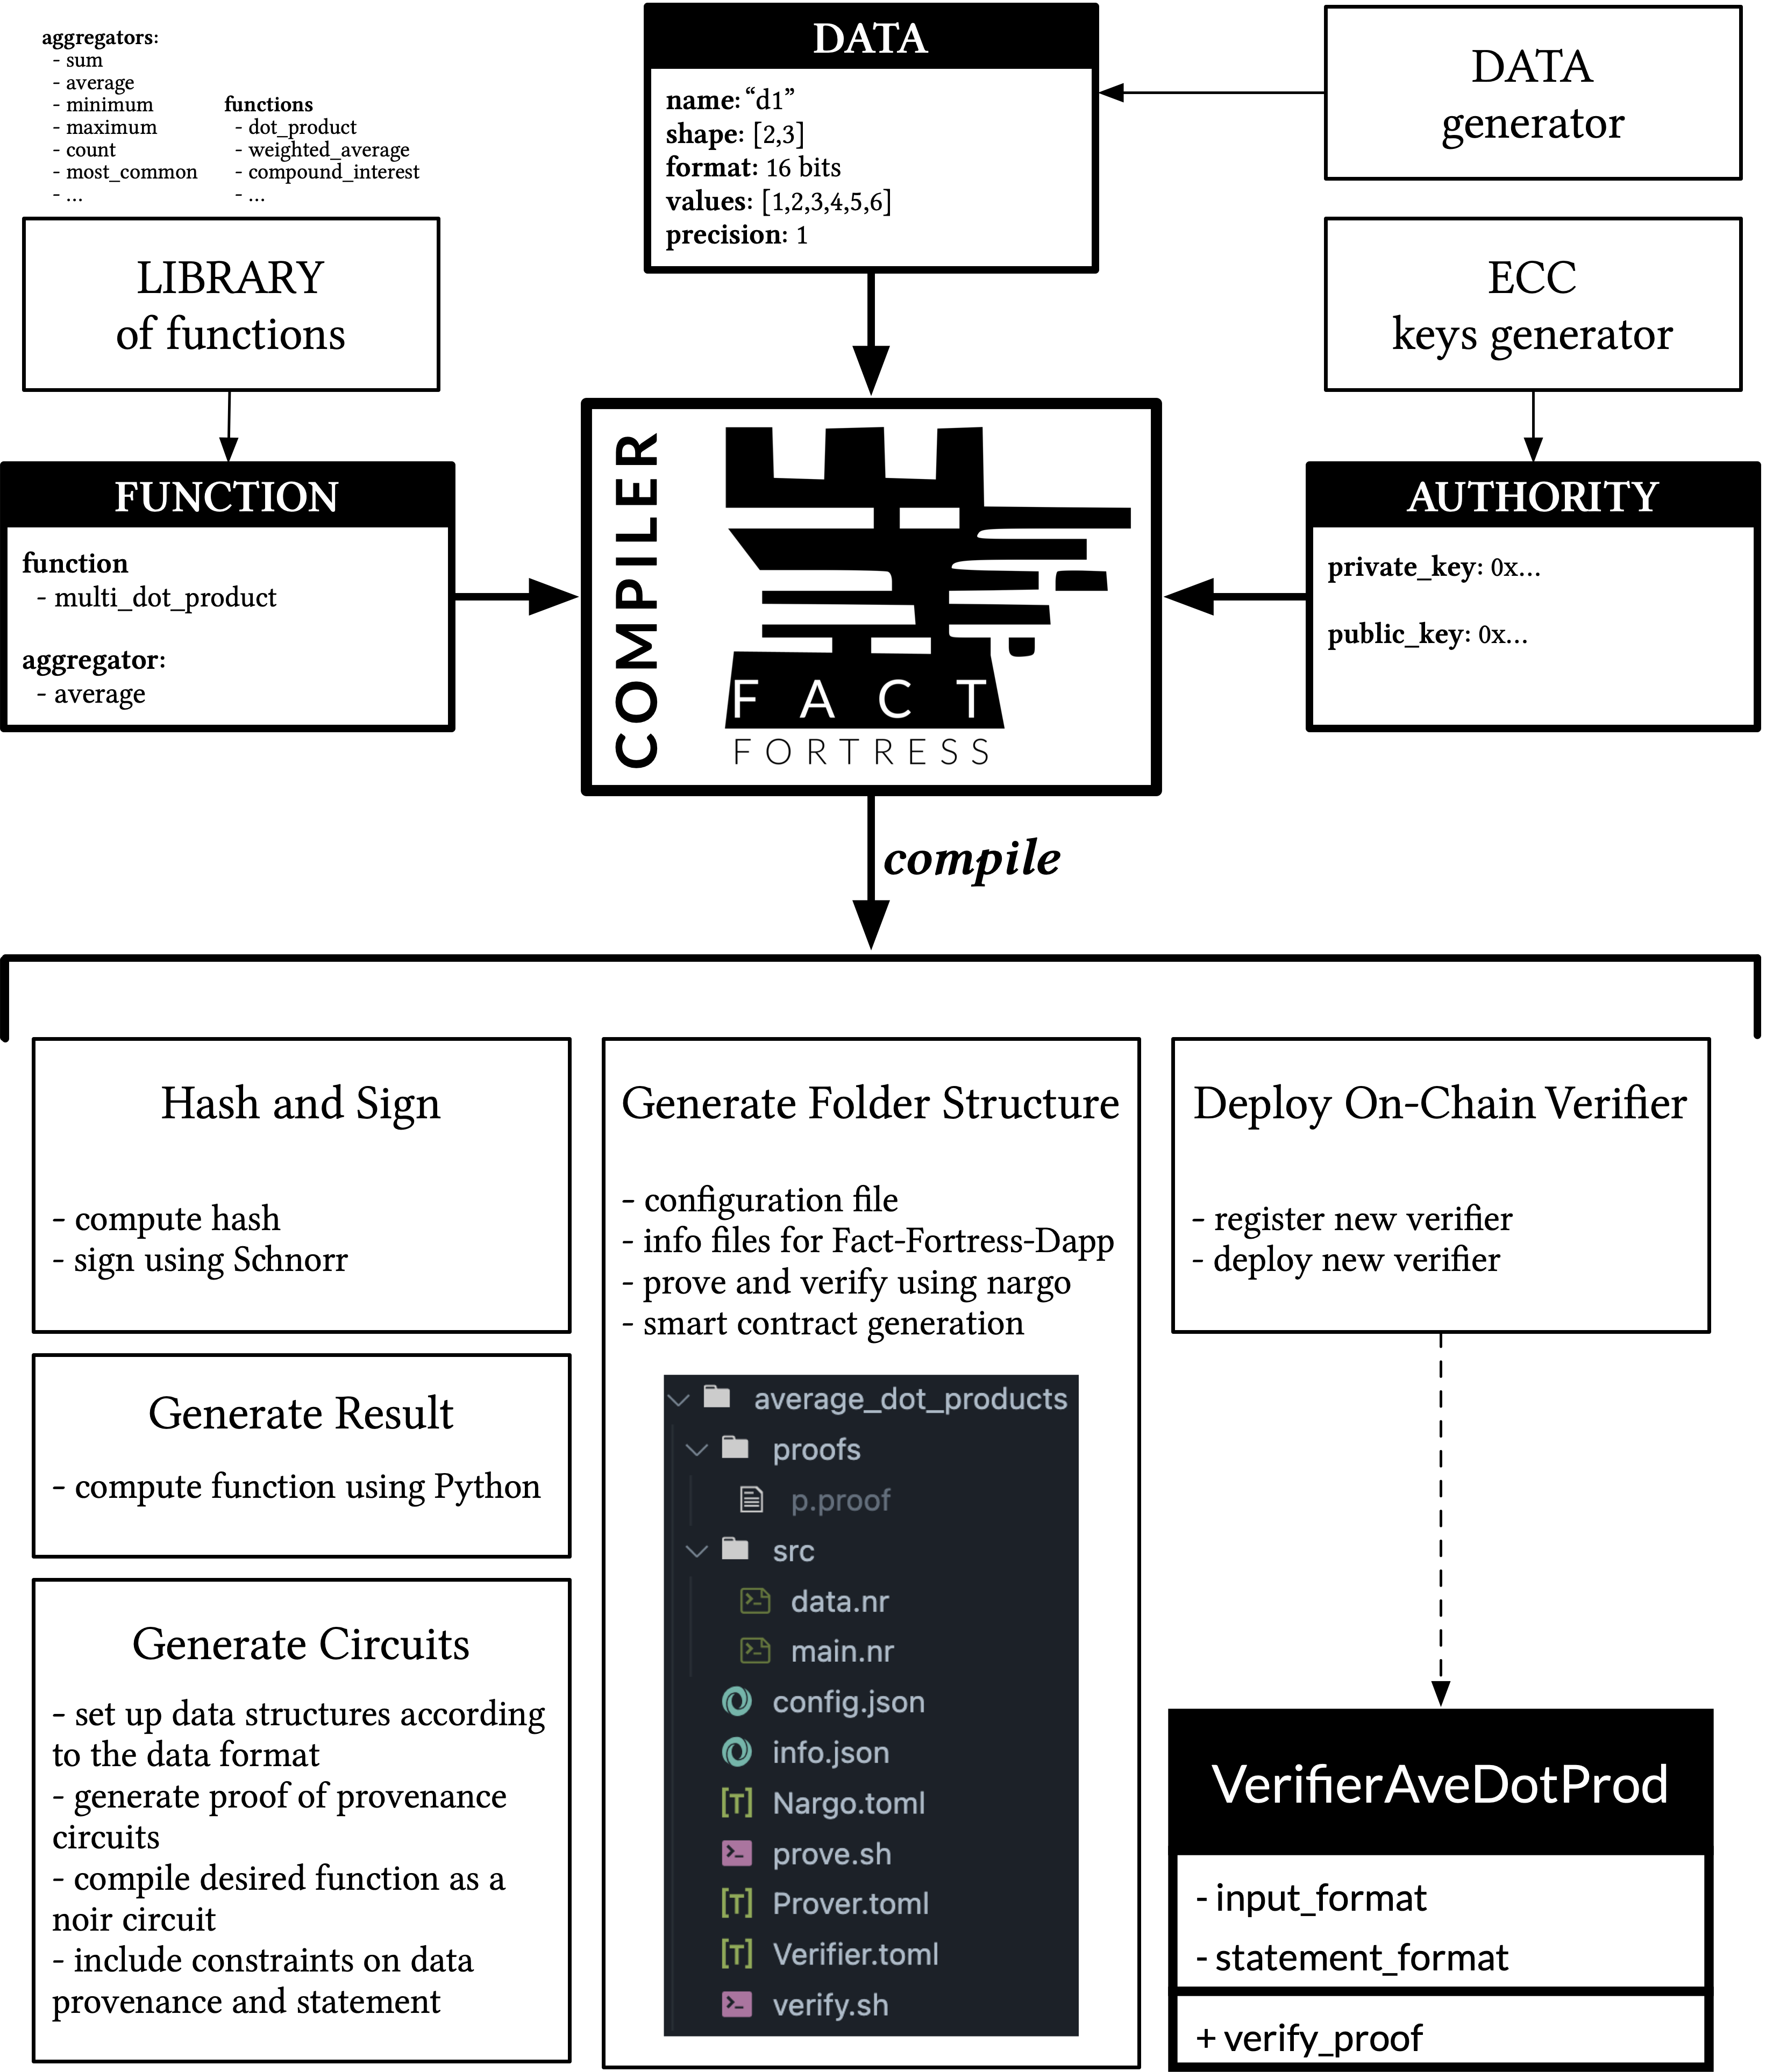 aggregators:
- sum
- average
- minimum
- maximum
- count
- most_common
- ...
functions
- dot_product
- weighted_average
- compound_interest
- ...
LIBRARY
of functions
DATA
name: “d1”
shape: [2,3]
format: 16 bits
values: [1,2,3,4,5,6]
precision: 1
DATA
generator
ECC
keys generator
FUNCTION
function
- multi_dot_product
aggregator:
- average
COMPILER
FACT
FORTRESS
AUTHORITY
private_key: 0x...
public_key: 0x...
compile
Hash and Sign
- compute hash
- sign using Schnorr
Generate Result
- compute function using Python
Generate Circuits
- set up data structures according
to the data format
- generate proof of provenance
circuits
- compile desired function as a
noir circuit
- include constraints on data
provenance and statement
Generate Folder Structure
- configuration file
- info files for Fact-Fortress-Dapp
- prove and verify using nargo
- smart contract generation
average_dot_products
proofs
p.proof
src
data.nr
main.nr
config.json
info.json
[T] Nargo.toml
prove.sh
[T] Prover.toml
[T] Verifier.toml
verify.sh
Deploy On-Chain Verifier
- register new verifier
- deploy new verifier
VerifierAveDotProd
- input_format
- statement_format
+ verify_proof